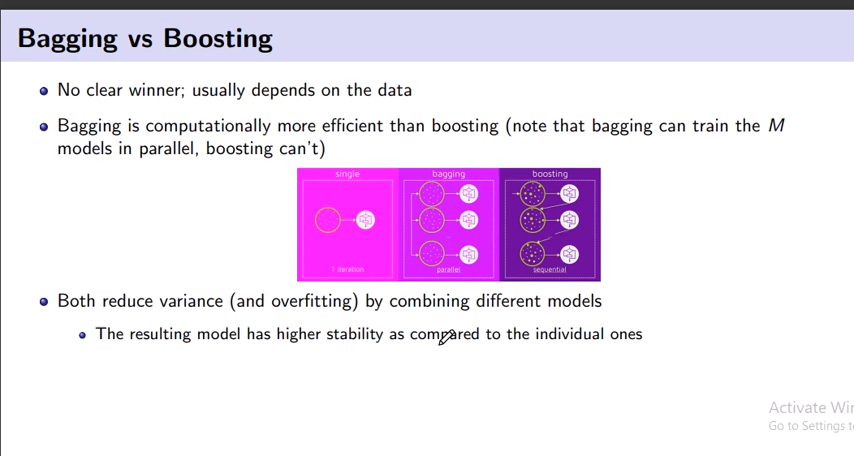 Bagging vs Boosting
No clear winner; usually depends on the data
Bagging is computationally more efficient than boosting (note that bagging can train the M
models in parallel, boosting can't)
single bagging boosting
1 iteration parallel sequential
Both reduce variance (and overfitting) by combining different models
The resulting model has higher stability as compared to the individual ones
Activate Win
Go to Settings t